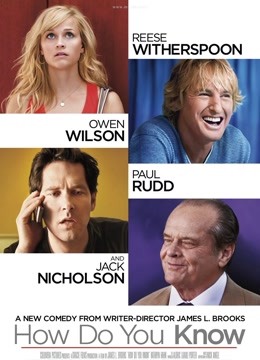 REESE
WITHERSPOON
OWEN
WILSON
PAUL
RUDD
AND
JACK
NICHOLSON
A NEW COMEDY FROM WRITER-DIRECTOR JAMES L. BROOKS
How Do You Know